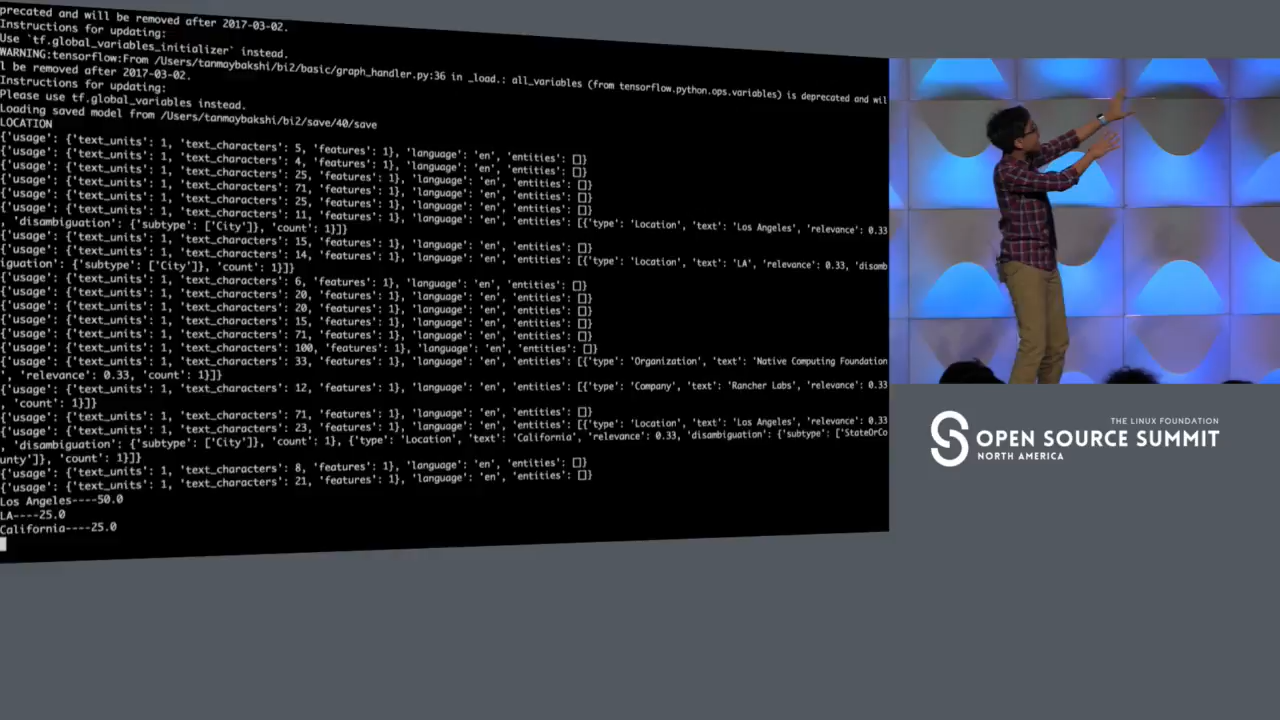 precated and will be removed after 2017-03-02.
Instructions for updating:
Use `tf.global_variables_initializer` instead.
WARNING:tensorflow:From /Users/tanmaybakshi/bi2/basic/graph_handler.py:36 in _load.: all_variables (from tensorflow.python.ops.variables) is deprecated and wil
l be removed after 2017-03-02.
Instructions for updating:
Please use tf.global_variables instead.
Loading saved model from /Users/tanmaybakshi/bi2/save/40/save
LOCATION
{'usage': {'text_units': 1, 'text_characters': 5, 'features': 1}, 'language': 'en', 'entities': []}
{'usage': {'text_units': 1, 'text_characters': 4, 'features': 1}, 'language': 'en', 'entities': []}
{'usage': {'text_units': 1, 'text_characters': 25, 'features': 1}, 'language': 'en', 'entities': []}
{'usage': {'text_units': 1, 'text_characters': 71, 'features': 1}, 'language': 'en', 'entities': []}
{'usage': {'text_units': 1, 'text_characters': 25, 'features': 1}, 'language': 'en', 'entities': []}
{'usage': {'text_units': 1, 'text_characters': 11, 'features': 1}, 'language': 'en', 'entities': [{'type': 'Location', 'text': 'Los Angeles', 'relevance': 0.33
, 'disambiguation': {'subtype': ['City']}, 'count': 1}]}
{'usage': {'text_units': 1, 'text_characters': 15, 'features': 1}, 'language': 'en', 'entities': []}
{'usage': {'text_units': 1, 'text_characters': 14, 'features': 1}, 'language': 'en', 'entities': [{'type': 'Location', 'text': 'LA', 'relevance': 0.33, 'disamb
iguation': {'subtype': ['City']}, 'count': 1}]}
{'usage': {'text_units': 1, 'text_characters': 6, 'features': 1}, 'language': 'en', 'entities': []}
{'usage': {'text_units': 1, 'text_characters': 20, 'features': 1}, 'language': 'en', 'entities': []}
{'usage': {'text_units': 1, 'text_characters': 20, 'features': 1}, 'language': 'en', 'entities': []}
{'usage': {'text_units': 1, 'text_characters': 15, 'features': 1}, 'language': 'en', 'entities': []}
{'usage': {'text_units': 1, 'text_characters': 71, 'features': 1}, 'language': 'en', 'entities': []}
{'usage': {'text_units': 1, 'text_characters': 100, 'features': 1}, 'language': 'en', 'entities': []}
{'usage': {'text_units': 1, 'text_characters': 33, 'features': 1}, 'language': 'en', 'entities': [{'type': 'Organization', 'text': 'Native Computing Foundation
', 'relevance': 0.33, 'count': 1}]}
{'usage': {'text_units': 1, 'text_characters': 12, 'features': 1}, 'language': 'en', 'entities': [{'type': 'Company', 'text': 'Rancher Labs', 'relevance': 0.33
, 'count': 1}]}
{'usage': {'text_units': 1, 'text_characters': 71, 'features': 1}, 'language': 'en', 'entities': []}
{'usage': {'text_units': 1, 'text_characters': 23, 'features': 1}, 'language': 'en', 'entities': [{'type': 'Location', 'text': 'Los Angeles', 'relevance': 0.33
, 'disambiguation': {'subtype': ['City']}, 'count': 1}, {'type': 'Location', 'text': 'California', 'relevance': 0.33, 'disambiguation': {'subtype': ['StateOrCo
unty']}, 'count': 1}]}
{'usage': {'text_units': 1, 'text_characters': 8, 'features': 1}, 'language': 'en', 'entities': []}
{'usage': {'text_units': 1, 'text_characters': 21, 'features': 1}, 'language': 'en', 'entities': []}
Los Angeles----50.0
LA----25.0
California----25.0
THE LINUX FOUNDATION
OPEN SOURCE SUMMIT
NORTH AMERICA